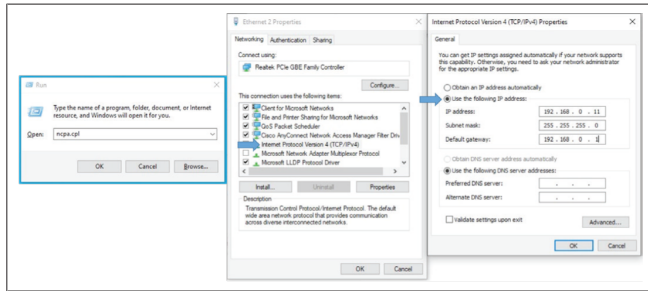 Run
Type the name of a program, folder, document, or Internet
resource, and Windows will open it for you.
Open:
ncpa.cpl
OK
Cancel
Browse...
Ethernet 2 Properties
Networking
Authentication
Sharing
Connect using:
Realtek PCIe GBE Family Controller
Configure...
This connection uses the following items:
Client for Microsoft Networks
File and Printer Sharing for Microsoft Networks
QoS Packet Scheduler
Cisco AnyConnect Network Access Manager Filter Driv
Internet Protocol Version 4 (TCP/IPv4)
Microsoft Network Adapter Multiplexor Protocol
Microsoft LLDP Protocol Driver
Install...
Uninstall
Properties
Description
Transmission Control Protocol/Internet Protocol. The default
wide area network protocol that provides communication
across diverse interconnected networks.
OK
Cancel
Internet Protocol Version 4 (TCP/IPv4) Properties
General
You can get IP settings assigned automatically if your network supports
this capability. Otherwise, you need to ask your network administrator
for the appropriate IP settings.
Obtain an IP address automatically
Use the following IP address:
IP address:
192 . 168 . 0 . 11
Subnet mask:
255 . 255 . 255 . 0
Default gateway:
192 . 168 . 0 . 1
Obtain DNS server address automatically
Use the following DNS server addresses:
Preferred DNS server:
. . .
Alternate DNS server:
. . .
Validate settings upon exit
Advanced...
OK
Cancel